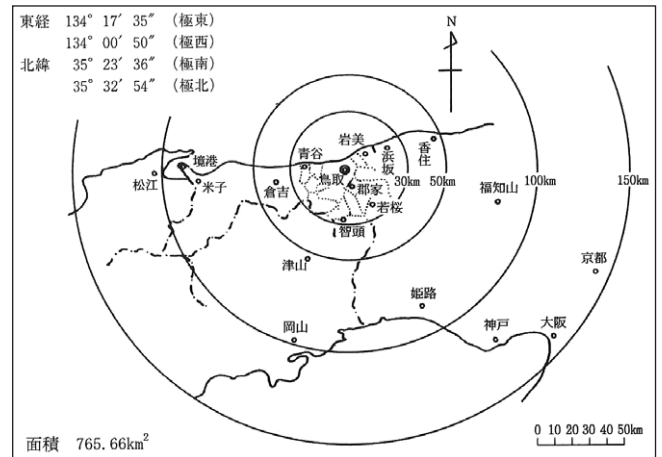 東経 134° 17′ 35″ (極東)
134° 00′ 50″ (極西)
北緯 35° 23′ 36″ (極南)
35° 32′ 54″ (極北)
N
岩美
香住
浜坂
青谷
境港
鳥取
30km
50km
100km
150km
松江
米子
倉吉
郡家
福知山
若桜
智頭
津山
京都
姫路
岡山
神戸
大阪
面積 765.66km²
0 10 20 30 40 50km